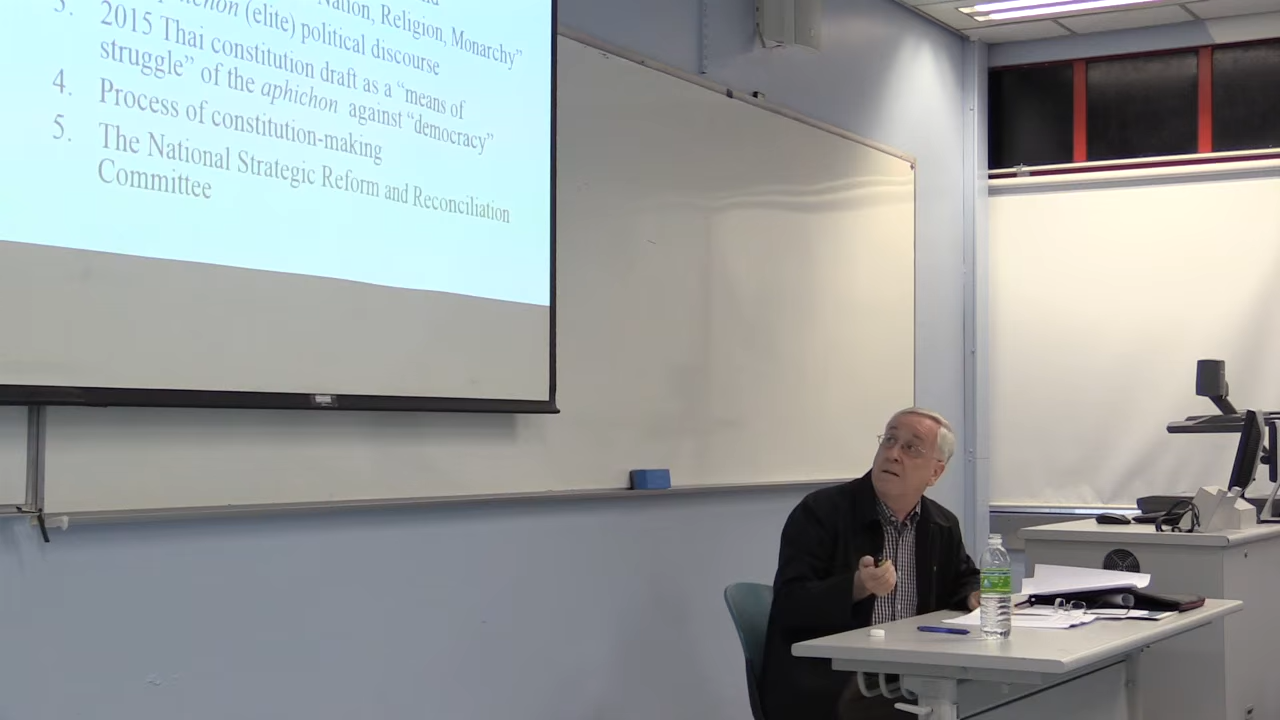 Nation, Religion, Monarchy”
(elite) political discourse
2015 Thai constitution draft as a “means of
struggle” of the aphichon against “democracy”
4. Process of constitution-making
5. The National Strategic Reform and Reconciliation
Committee